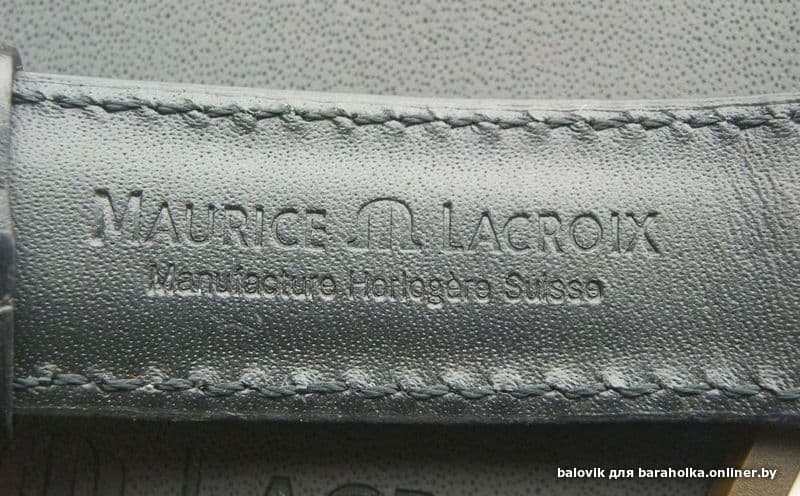 MAURICE LACROIX
Manufacture Horlogère Suisse
balovik для baraholka.onliner.by